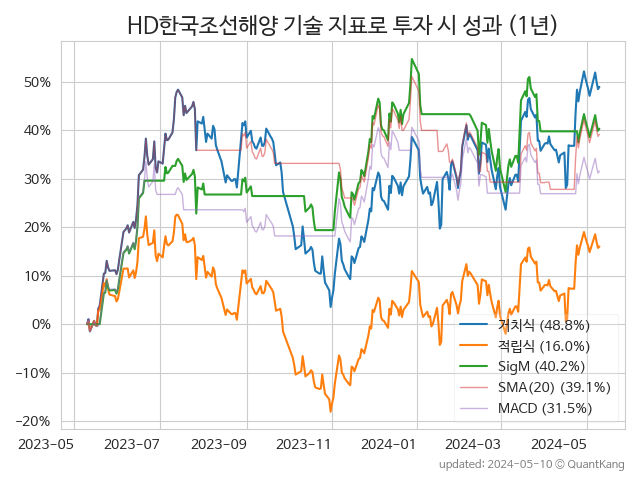 HD한국조선해양 기술 지표로 투자 시 성과 (1년)
50%
40%
30%
20%
10%
0%
−10%
−20%
거치식 (48.8%)
적립식 (16.0%)
SigM (40.2%)
SMA(20) (39.1%)
MACD (31.5%)
2023-05
2023-07
2023-09
2023-11
2024-01
2024-03
2024-05
updated: 2024-05-10 ⓒ QuantKang